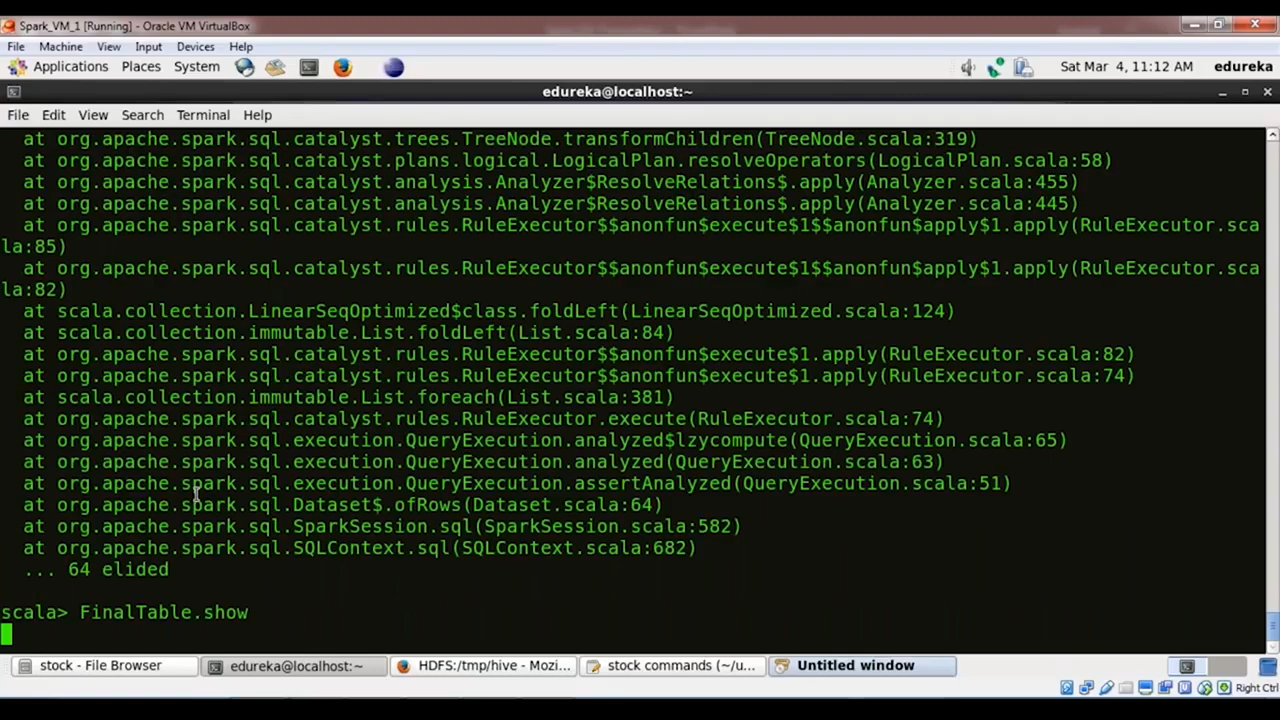 Spark_VM_1 [Running] - Oracle VM VirtualBox
File Machine View Input Devices Help
Applications Places System Sat Mar 4, 11:12 AM edureka
edureka@localhost:~
File Edit View Search Terminal Help
at org.apache.spark.sql.catalyst.trees.TreeNode.transformChildren(TreeNode.scala:319)
at org.apache.spark.sql.catalyst.plans.logical.LogicalPlan.resolveOperators(LogicalPlan.scala:58)
at org.apache.spark.sql.catalyst.analysis.Analyzer$ResolveRelations$.apply(Analyzer.scala:455)
at org.apache.spark.sql.catalyst.analysis.Analyzer$ResolveRelations$.apply(Analyzer.scala:445)
at org.apache.spark.sql.catalyst.rules.RuleExecutor$$anonfun$execute$1$$anonfun$apply$1.apply(RuleExecutor.sca
la:85)
at org.apache.spark.sql.catalyst.rules.RuleExecutor$$anonfun$execute$1$$anonfun$apply$1.apply(RuleExecutor.sca
la:82)
at scala.collection.LinearSeqOptimized$class.foldLeft(LinearSeqOptimized.scala:124)
at scala.collection.immutable.List.foldLeft(List.scala:84)
at org.apache.spark.sql.catalyst.rules.RuleExecutor$$anonfun$execute$1.apply(RuleExecutor.scala:82)
at org.apache.spark.sql.catalyst.rules.RuleExecutor$$anonfun$execute$1.apply(RuleExecutor.scala:74)
at scala.collection.immutable.List.foreach(List.scala:381)
at org.apache.spark.sql.catalyst.rules.RuleExecutor.execute(RuleExecutor.scala:74)
at org.apache.spark.sql.execution.QueryExecution.analyzed$lzycompute(QueryExecution.scala:65)
at org.apache.spark.sql.execution.QueryExecution.analyzed(QueryExecution.scala:63)
at org.apache.spark.sql.execution.QueryExecution.assertAnalyzed(QueryExecution.scala:51)
at org.apache.spark.sql.Dataset$.ofRows(Dataset.scala:64)
at org.apache.spark.sql.SparkSession.sql(SparkSession.scala:582)
at org.apache.spark.sql.SQLContext.sql(SQLContext.scala:682)
... 64 elided
scala> FinalTable.show
stock - File Browser edureka@localhost:~ HDFS:/tmp/hive - Mozi... stock commands (~/u... Untitled window
Right Ctrl